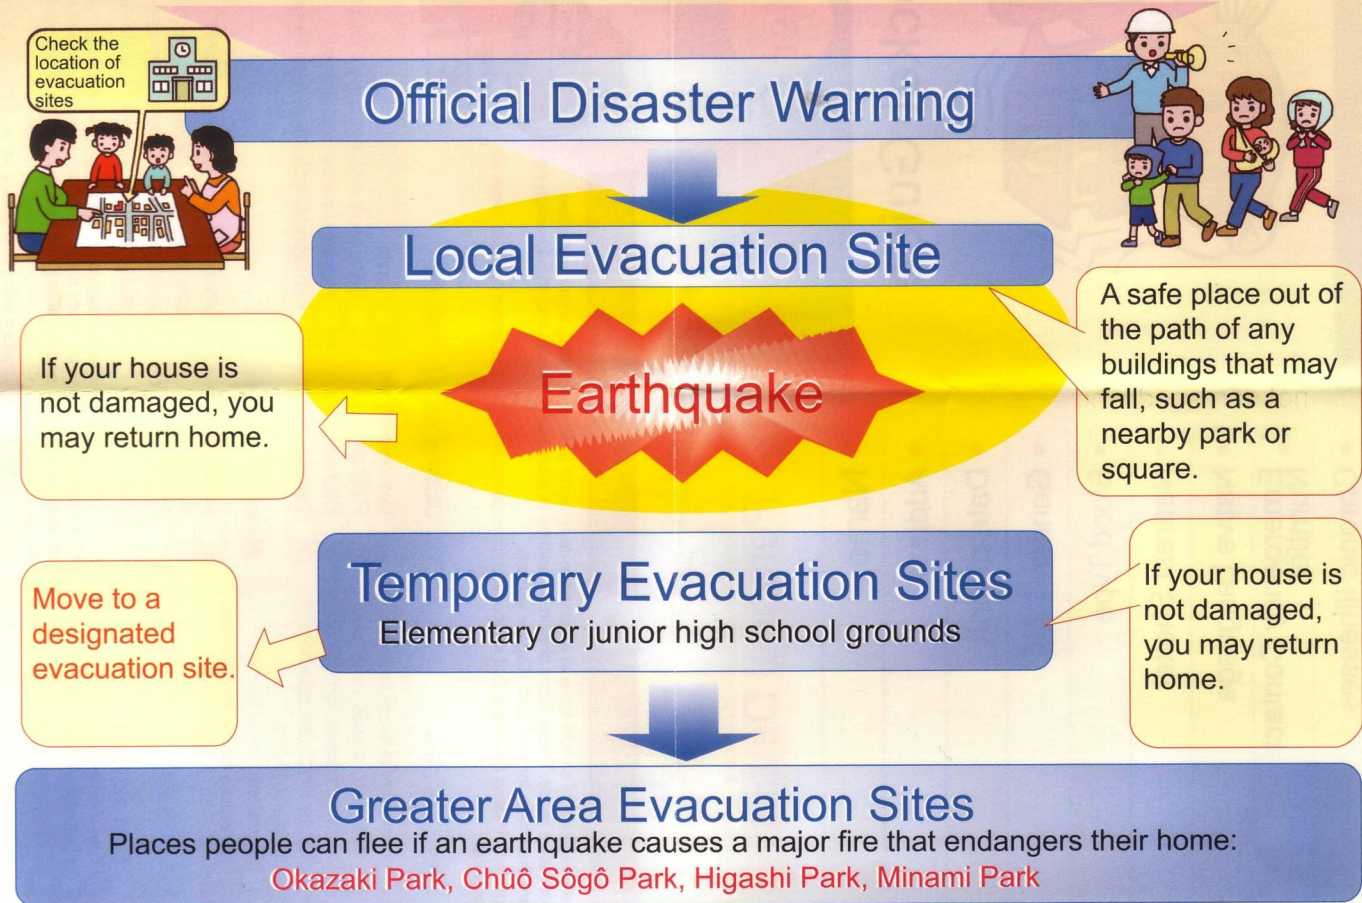 Check the
location of
evacuation
sites
Official Disaster Warning
Local Evacuation Site
A safe place out of
the path of any
buildings that may
fall, such as a
nearby park or
square.
Earthquake
If your house is
not damaged, you
may return home.
Temporary Evacuation Sites
Elementary or junior high school grounds
If your house is
not damaged,
you may return
home.
Move to a
designated
evacuation site.
Greater Area Evacuation Sites
Places people can flee if an earthquake causes a major fire that endangers their home:
Okazaki Park, Chûô Sôgô Park, Higashi Park, Minami Park